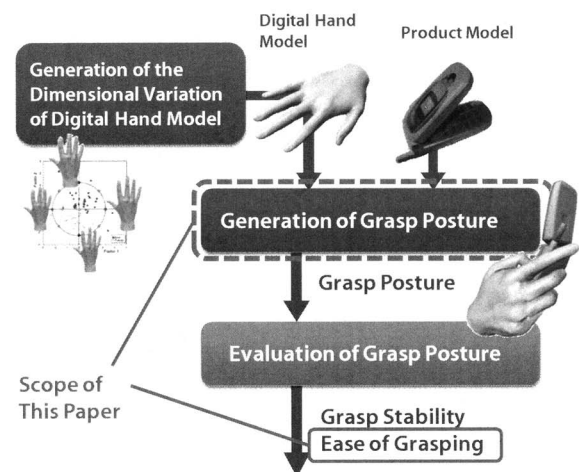 Digital Hand
Model
Product Model
Generation of the
Dimensional Variation
of Digital Hand Model
Generation of Grasp Posture
Grasp Posture
Evaluation of Grasp Posture
Scope of
This Paper
Grasp Stability
Ease of Grasping